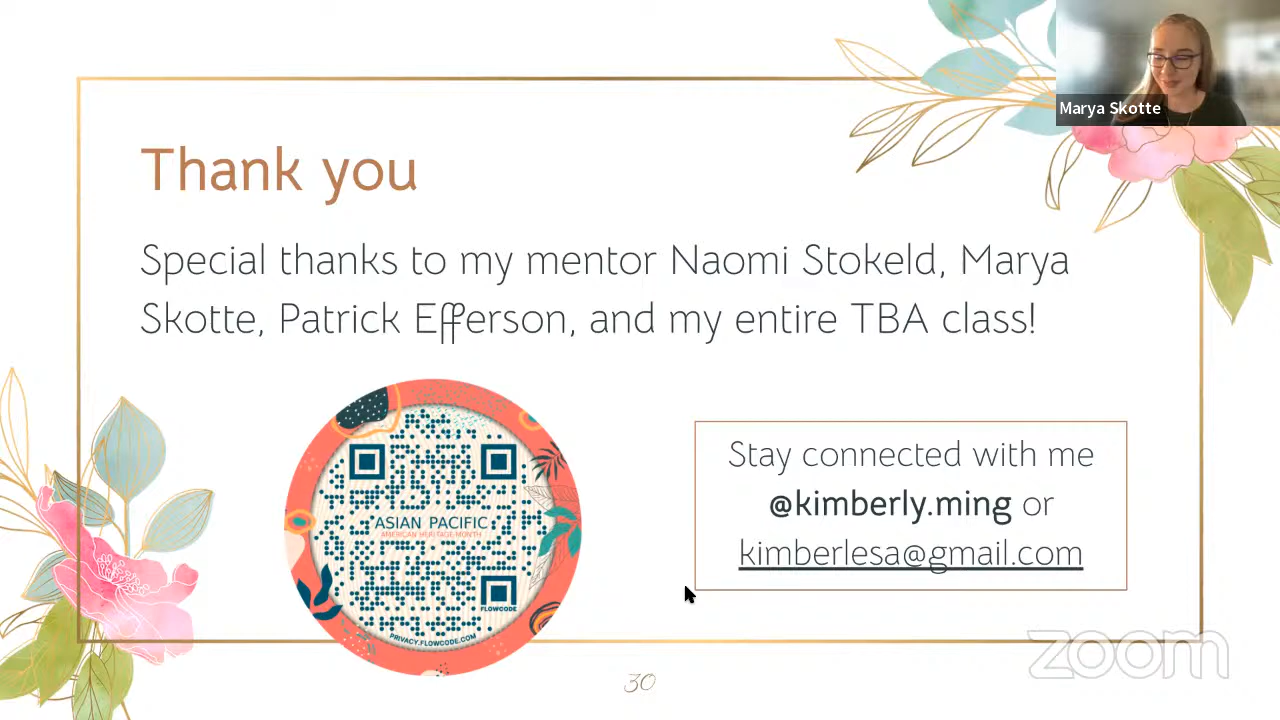 Marya Skotte
Thank you
Special thanks to my mentor Naomi Stokeld, Marya
Skotte, Patrick Efferson, and my entire TBA class!
ASIAN PACIFIC
AMERICAN HERITAGE MONTH
FLOWCODE
PRIVACY.FLOWCODE.COM
Stay connected with me
@kimberly.ming or
kimberlesa@gmail.com
zoom
30